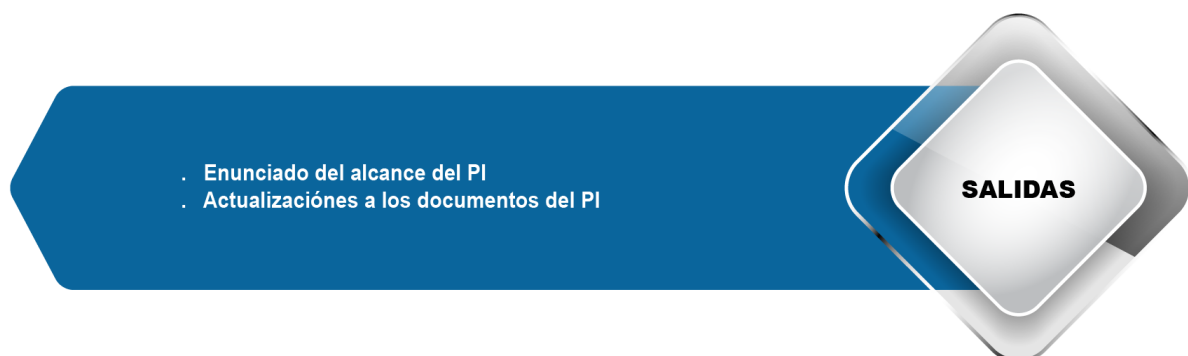 . Enunciado del alcance del PI
. Actualizaciónes a los documentos del PI
SALIDAS